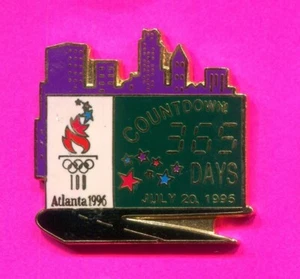 COUNTDOWN
365
DAYS
JULY 20, 1995
Atlanta 1996